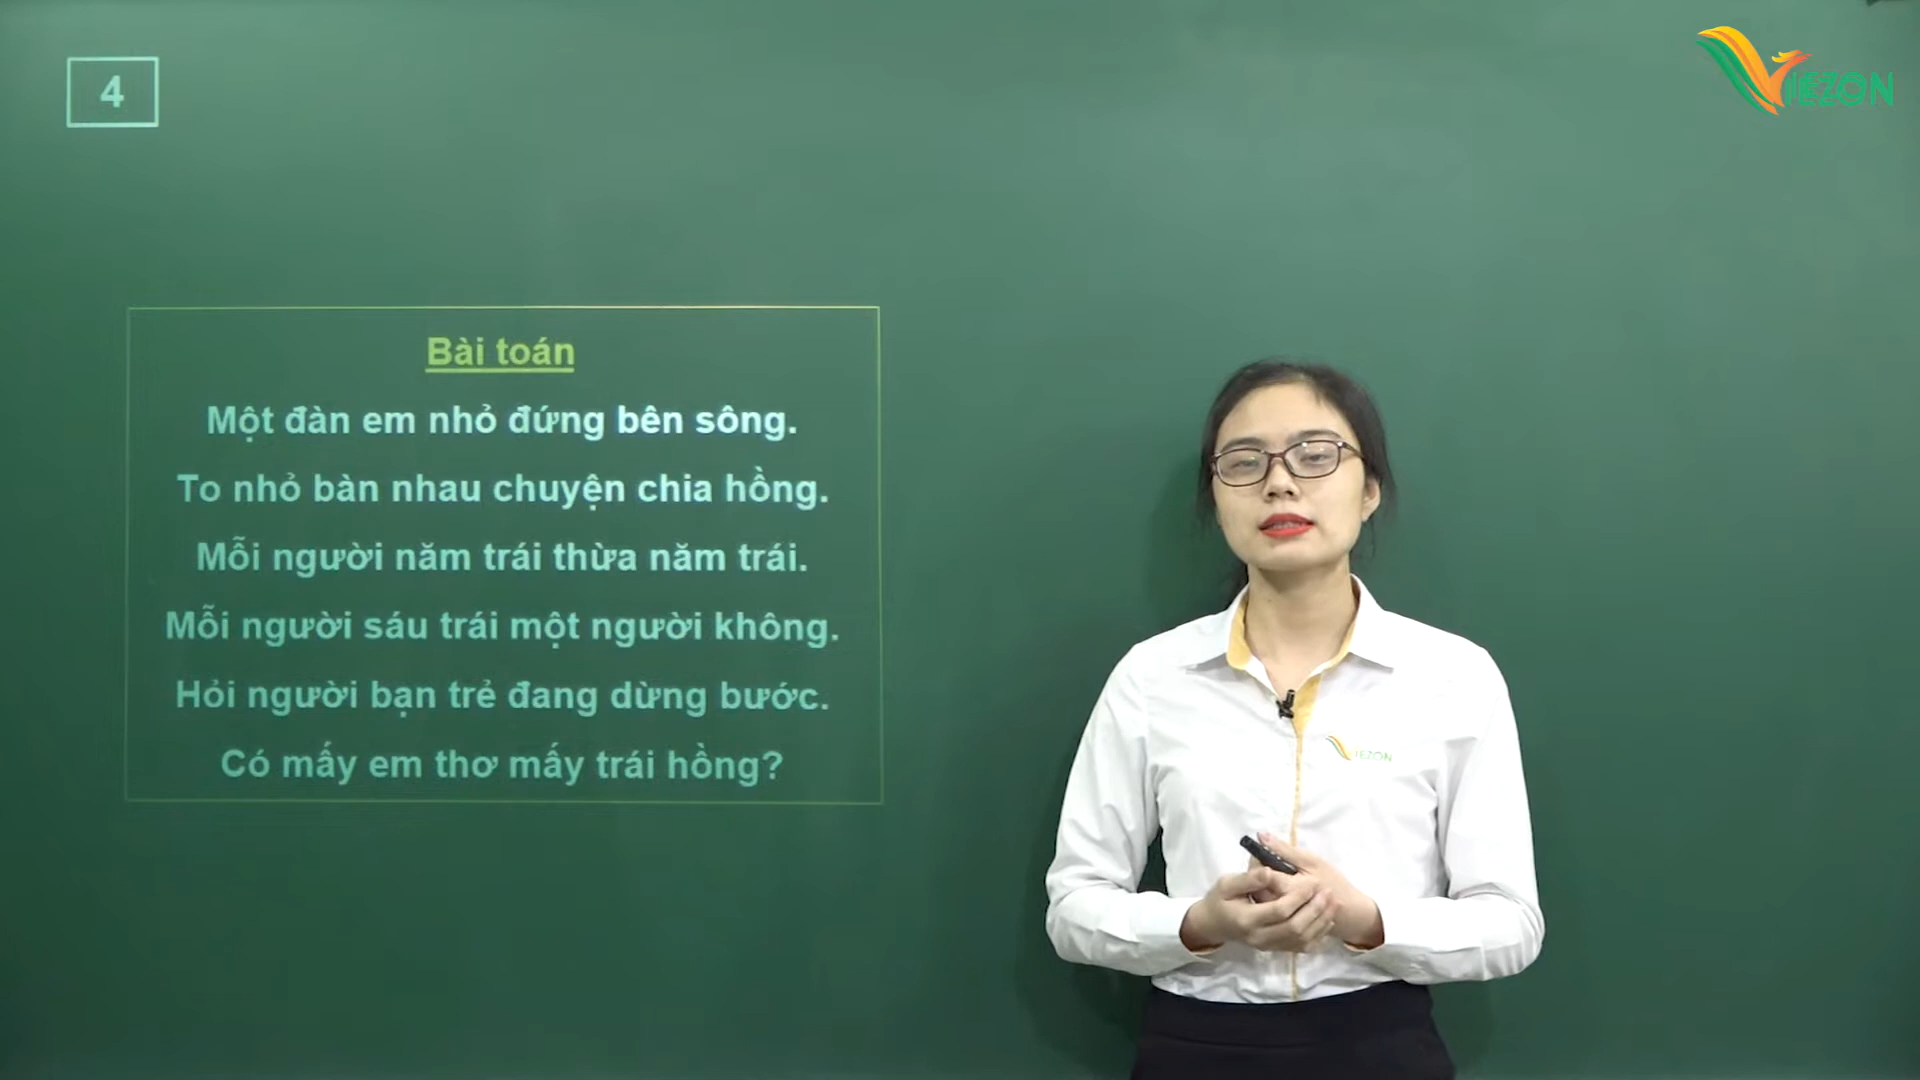 4
VIEZON
Bài toán
Một đàn em nhỏ đứng bên sông.
To nhỏ bàn nhau chuyện chia hồng.
Mỗi người năm trái thừa năm trái.
Mỗi người sáu trái một người không.
Hỏi người bạn trẻ đang dừng bước.
Có mấy em thơ mấy trái hồng?
VIEZON